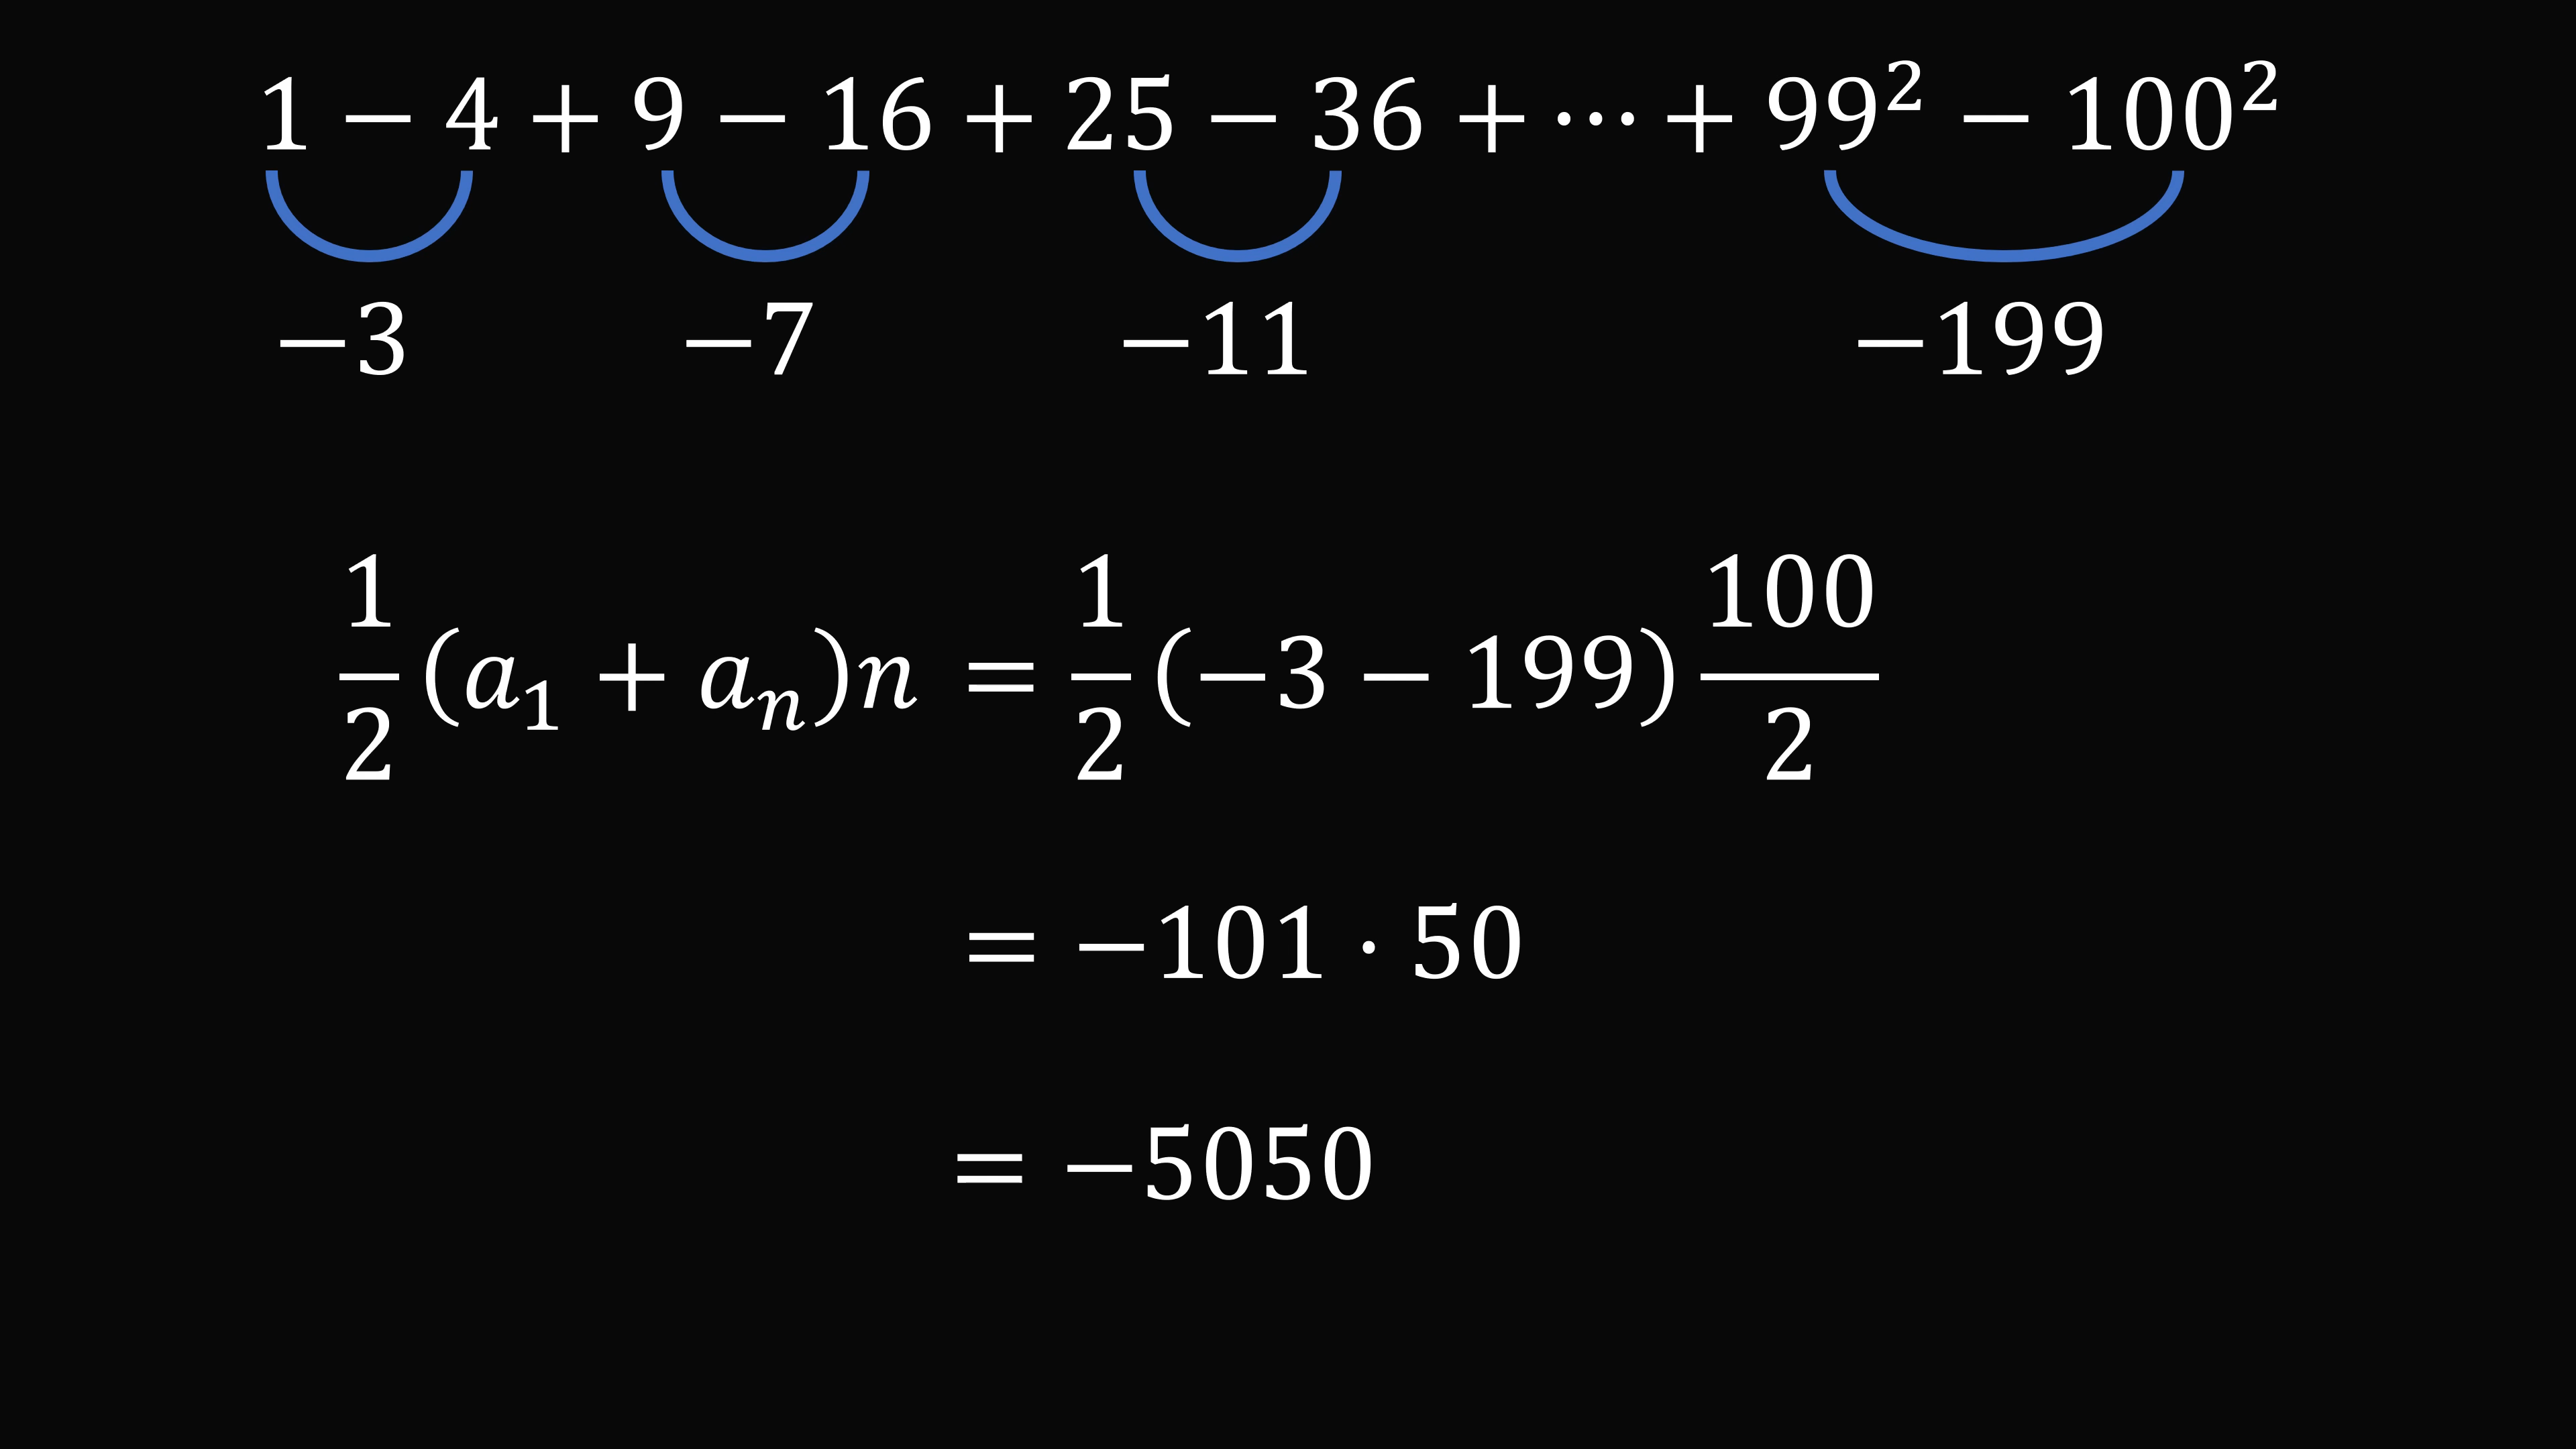 1 − 4 + 9 − 16 + 25 − 36 + ⋯ + 99² − 100²
−3 −7 −11 −199
1/2 (a₁ + aₙ)n = 1/2 (−3 − 199) 100/2
= −101 · 50
= −5050